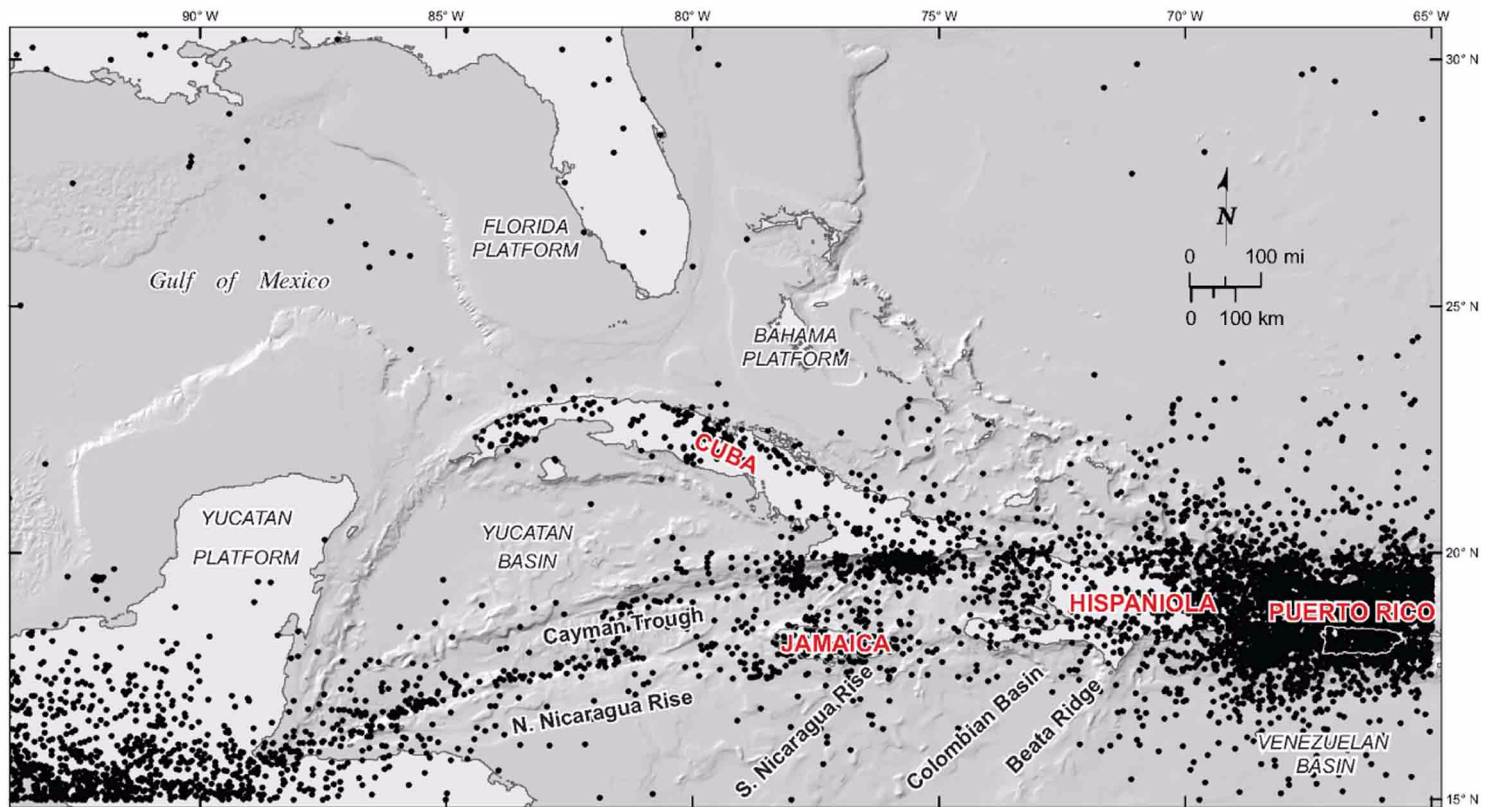 90° W 85° W 80° W 75° W 70° W 65° W
30° N
N
FLORIDA
PLATFORM
0 100 mi
Gulf of Mexico
25° N
0 100 km
BAHAMA
PLATFORM
CUBA
YUCATAN
PLATFORM
YUCATAN
BASIN
20° N
HISPANIOLA
PUERTO RICO
Cayman Trough
JAMAICA
N. Nicaragua Rise
S. Nicaragua Rise
Colombian Basin
Beata Ridge
VENEZUELAN
BASIN
15° N